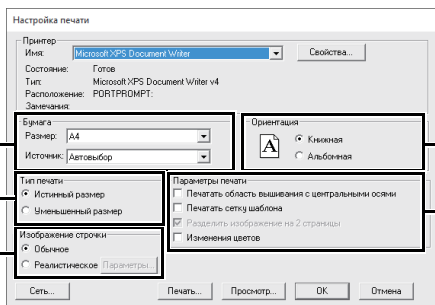 Настройка печати
Принтер
Имя: Microsoft XPS Document Writer Свойства...
Состояние: Готов
Тип: Microsoft XPS Document Writer v4
Расположение: PORTPROMPT:
Замечания:
Бумага
Размер: A4
Источник: Автовыбор
Ориентация
A
Книжная
Альбомная
Тип печати
Истинный размер
Уменьшенный размер
Параметры печати
Печатать область вышивания с центральными осями
Печатать сетку шаблона
Разделить изображение на 2 страницы
Изменения цветов
Изображение строчки
Обычное
Реалистическое Параметры...
Сеть... Печать... Просмотр... OK Отмена